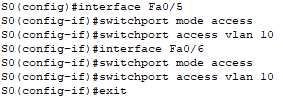 S0(config)#interface Fa0/5
S0(config-if)#switchport mode access
S0(config-if)#switchport access vlan 10
S0(config-if)#interface Fa0/6
S0(config-if)#switchport mode access
S0(config-if)#switchport access vlan 10
S0(config-if)#exit